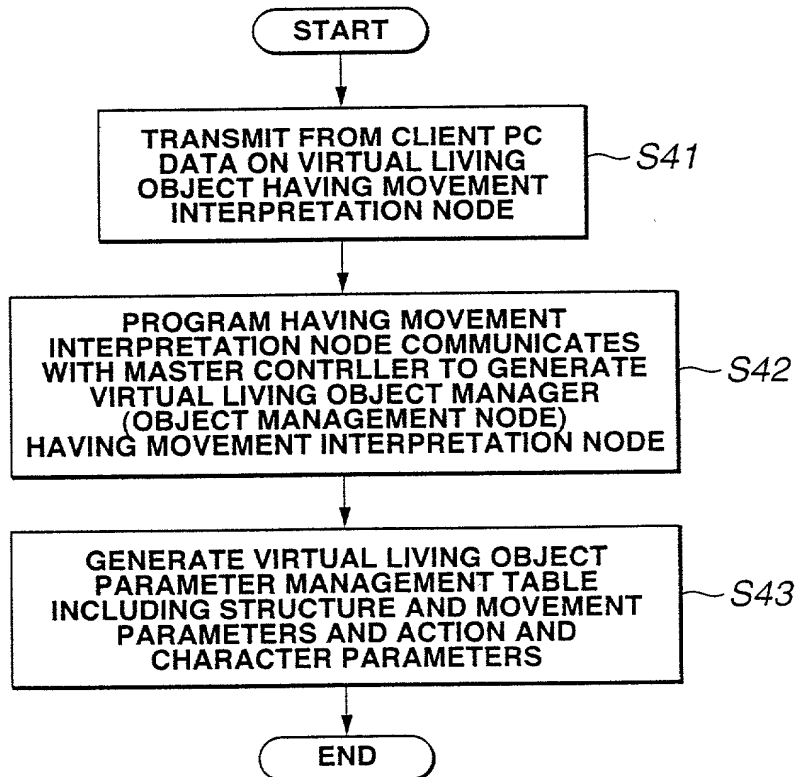 START
TRANSMIT FROM CLIENT PC
DATA ON VIRTUAL LIVING
OBJECT HAVING MOVEMENT
INTERPRETATION NODE
S41
PROGRAM HAVING MOVEMENT
INTERPRETATION NODE COMMUNICATES
WITH MASTER CONTRLLER TO GENERATE
VIRTUAL LIVING OBJECT MANAGER
(OBJECT MANAGEMENT NODE)
HAVING MOVEMENT INTERPRETATION NODE
S42
GENERATE VIRTUAL LIVING OBJECT
PARAMETER MANAGEMENT TABLE
INCLUDING STRUCTURE AND MOVEMENT
PARAMETERS AND ACTION AND
CHARACTER PARAMETERS
S43
END